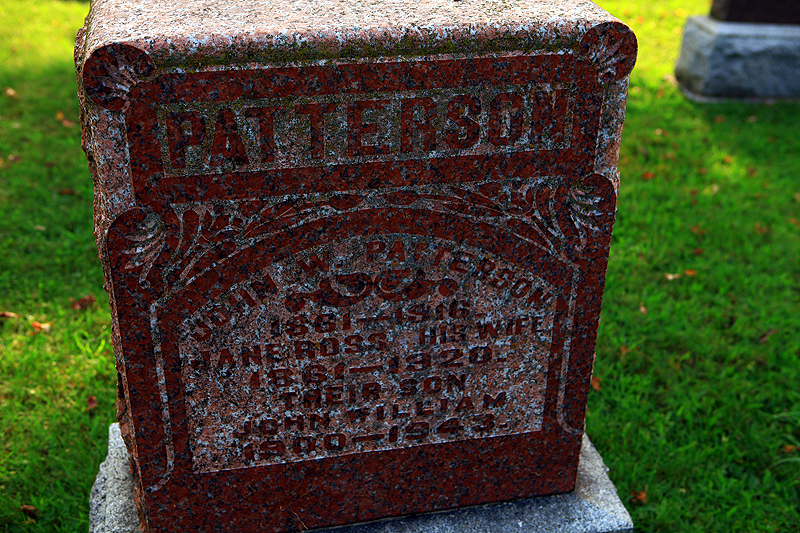 PATTERSON
JOHN W. PATTERSON
1861-1916
JANE ROSS, HIS WIFE
1861-1920.
THEIR SON
JOHN WILLIAM
1900-1943.